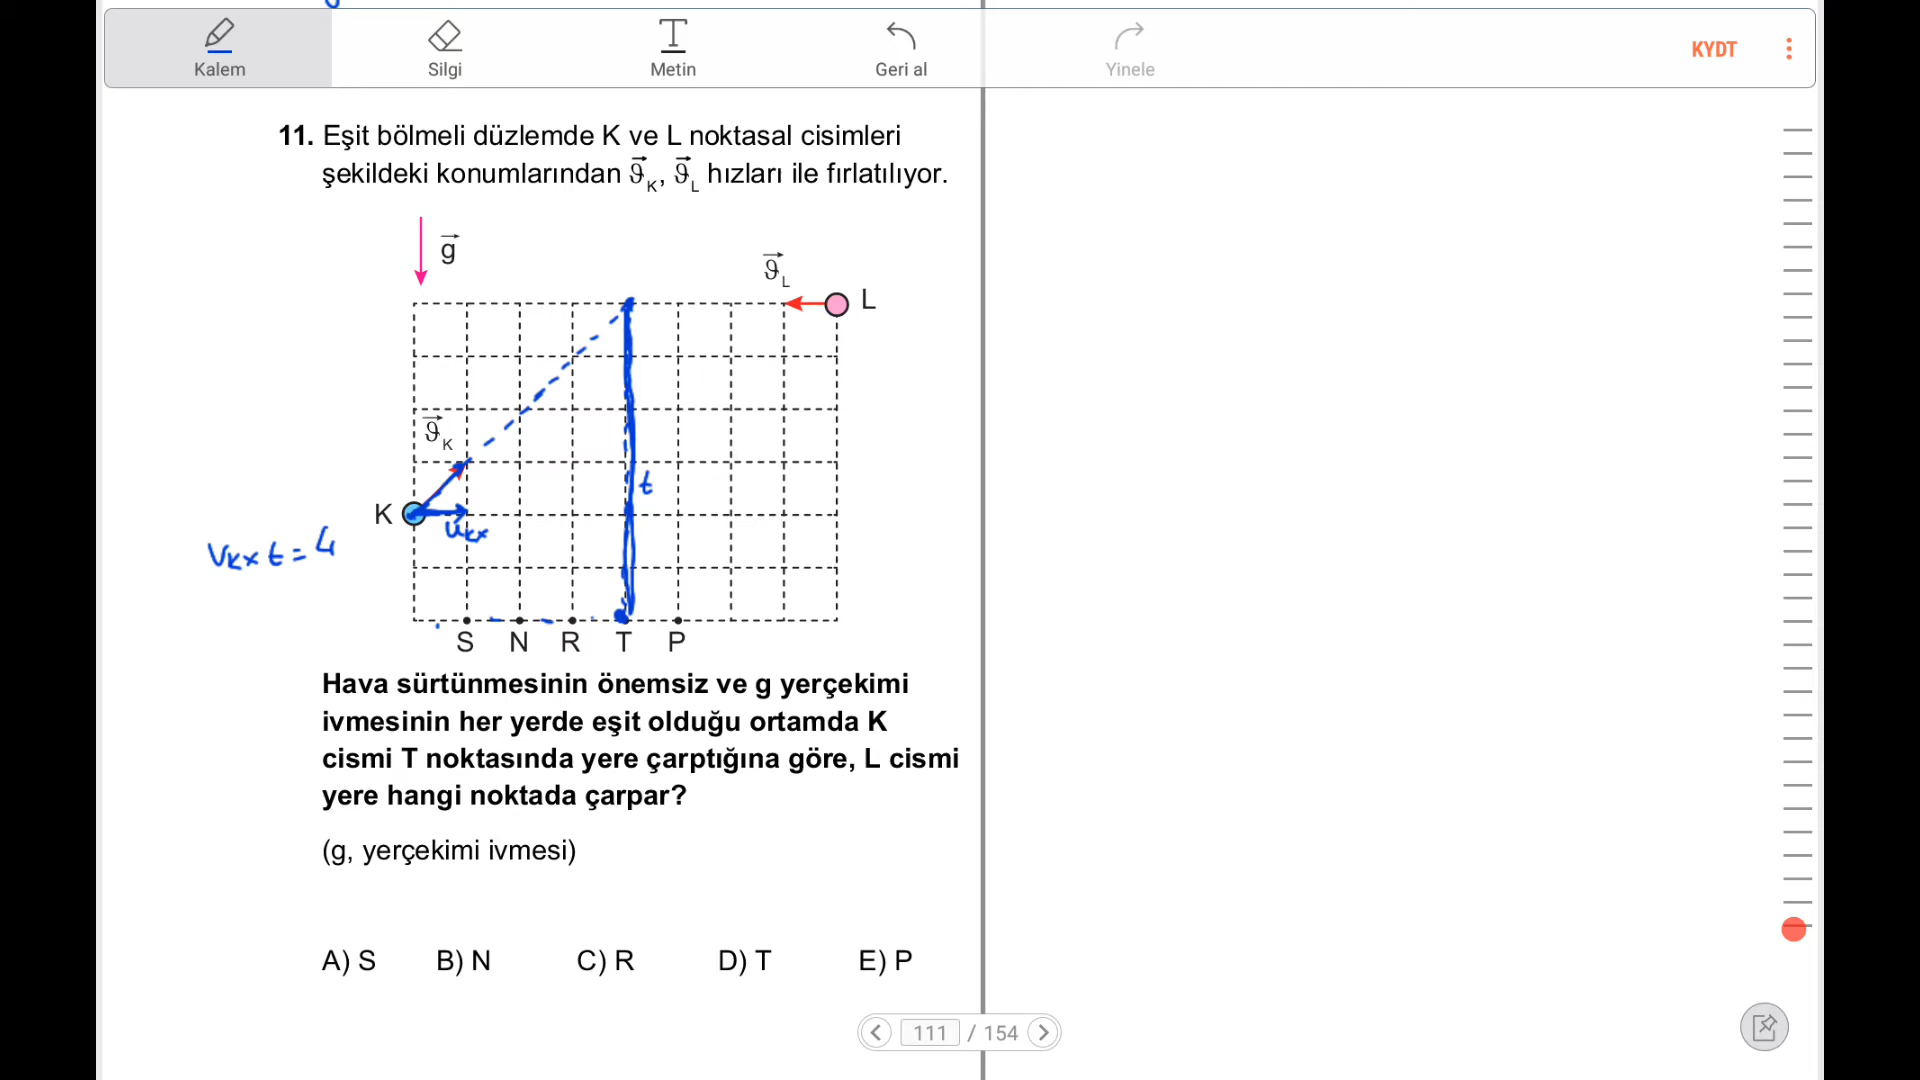 Kalem
Silgi
Metin
Geri al
Yinele
KYDT
11. Eşit bölmeli düzlemde K ve L noktasal cisimleri
şekildeki konumlarından ϑK, ϑL hızları ile fırlatılıyor.
g
ϑL
L
ϑK
t
K
VKx
VKx t = 4
S N R T P
Hava sürtünmesinin önemsiz ve g yerçekimi
ivmesinin her yerde eşit olduğu ortamda K
cismi T noktasında yere çarptığına göre, L cismi
yere hangi noktada çarpar?
(g, yerçekimi ivmesi)
A) S B) N C) R D) T E) P
111 / 154